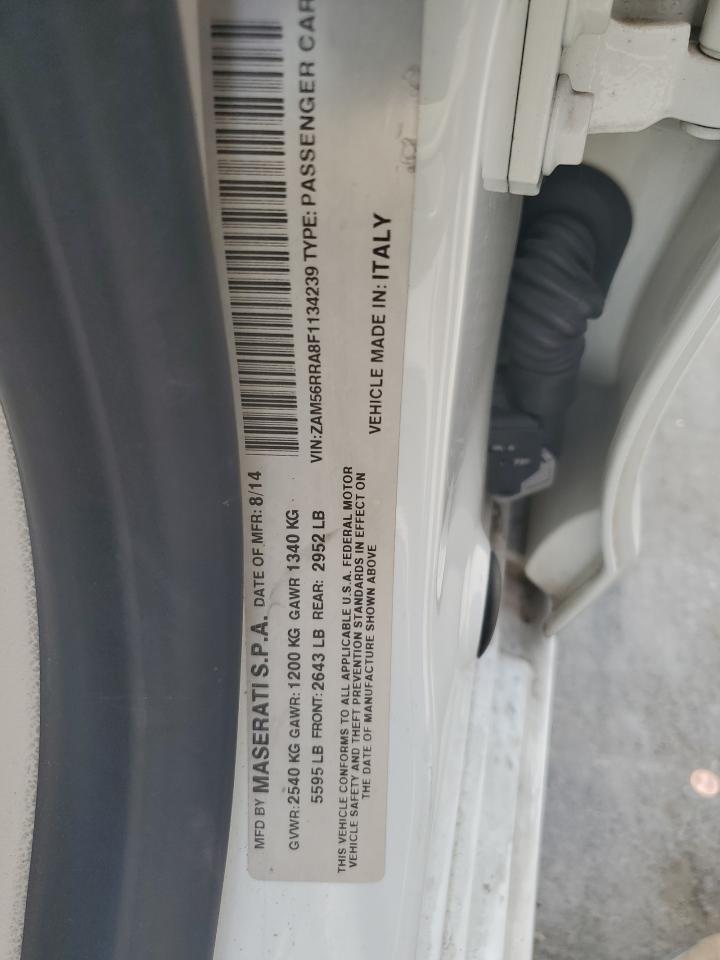 MFD BY MASERATI S.P.A. DATE OF MFR: 8/14
GVWR: 2540 KG GAWR: 1200 KG GAWR 1340 KG
5595 LB FRONT: 2643 LB REAR: 2952 LB
VIN:ZAM56RRA8F1134239 TYPE: PASSENGER CAR
THIS VEHICLE CONFORMS TO ALL APPLICABLE U.S.A. FEDERAL MOTOR
VEHICLE SAFETY AND THEFT PREVENTION STANDARDS IN EFFECT ON
THE DATE OF MANUFACTURE SHOWN ABOVE
VEHICLE MADE IN: ITALY